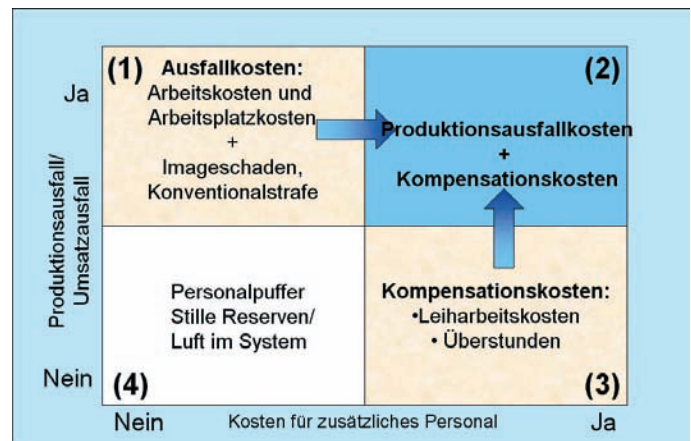 (1)
Ausfallkosten:
Arbeitskosten und
Arbeitsplatzkosten
+
Imageschaden,
Konventionalstrafe
(2)
Produktionsausfallkosten
+
Kompensationskosten
Ja
Produktionsausfall/
Umsatzausfall
Personalpuffer
Stille Reserven/
Luft im System
Kompensationskosten:
•Leiharbeitskosten
• Überstunden
Nein
(4)
(3)
Nein
Kosten für zusätzliches Personal
Ja